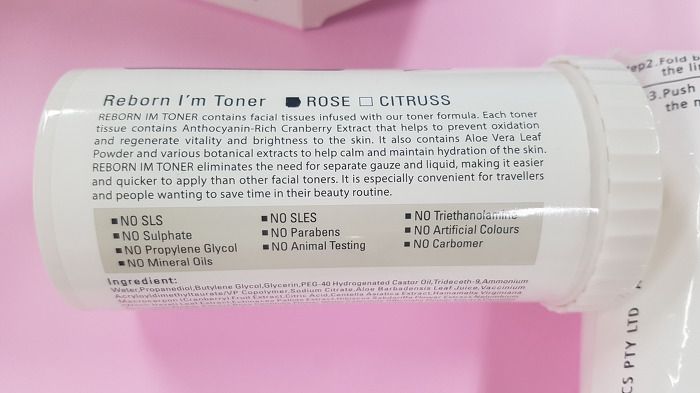 Reborn I'm Toner ROSE CITRUSS
REBORN IM TONER contains facial tissues infused with our toner formula. Each toner
tissue contains Anthocyanin-Rich Cranberry Extract that helps to prevent oxidation
and regenerate vitality and brightness to the skin. It also contains Aloe Vera Leaf
Powder and various botanical extracts to help calm and maintain hydration of the skin.
REBORN IM TONER eliminates the need for separate gauze and liquid, making it easier
and quicker to apply than other facial toners. It is especially convenient for travellers
and people wanting to save time in their beauty routine.
■NO SLS ■NO SLES ■NO Triethanolamine
■NO Sulphate ■NO Parabens ■NO Artificial Colours
■NO Propylene Glycol ■NO Animal Testing ■NO Carbomer
■NO Mineral Oils
Ingredient:
Water,Propanediol,Butylene Glycol,Glycerin,PEG-40 Hydrogenated Castor Oil,Trideceth-9,Ammonium
Acryloyldimethyltaurate/VP Copolymer,Sodium Citrate,Aloe Barbadensis Leaf Juice,Vaccinium
Macrocarpon(Cranberry) Fruit Extract,Citric Acid,Centella Asiatica Extract,Hamamelis Virginiana
2.Fold
the
3.Push
the
CS PTY LTD